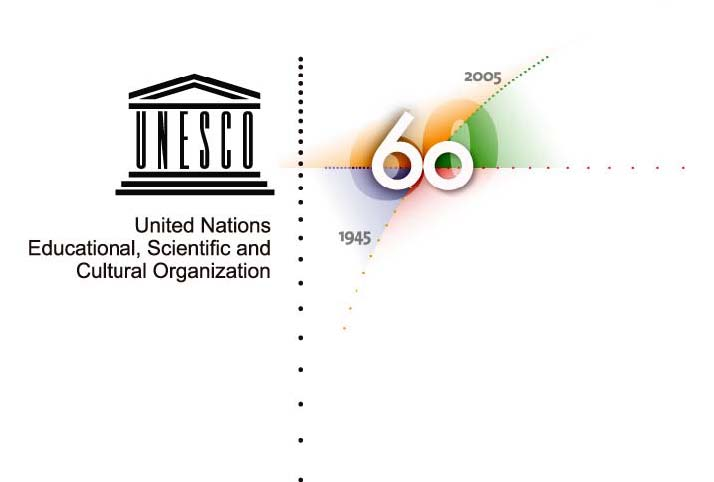 UNESCO
United Nations
Educational, Scientific and
Cultural Organization
2005
60
1945